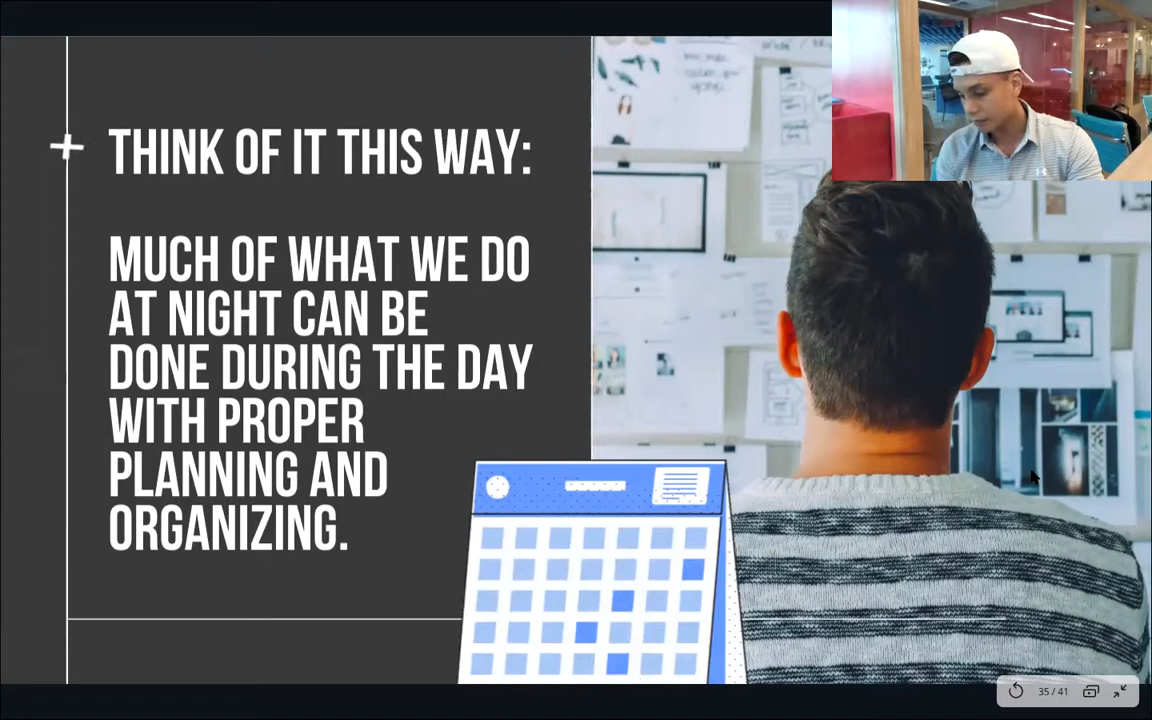 THINK OF IT THIS WAY:
MUCH OF WHAT WE DO
AT NIGHT CAN BE
DONE DURING THE DAY
WITH PROPER
PLANNING AND
ORGANIZING.
35 / 41